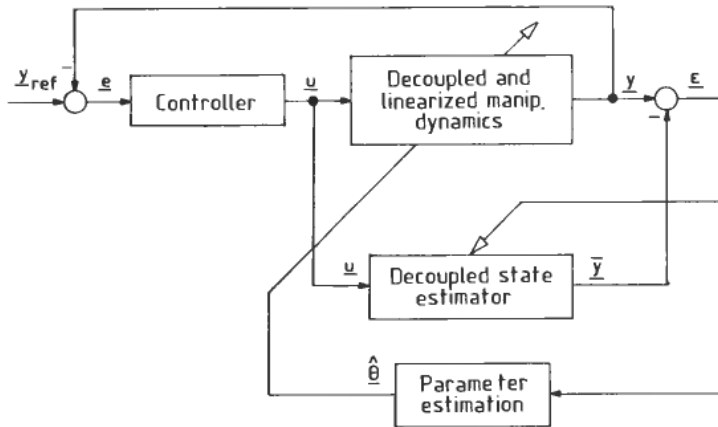 y_ref
-
e
Controller
u
Decoupled and
linearized manip.
dynamics
y
-
ε
u
Decoupled state
estimator
ȳ
θ̂
Parameter
estimation